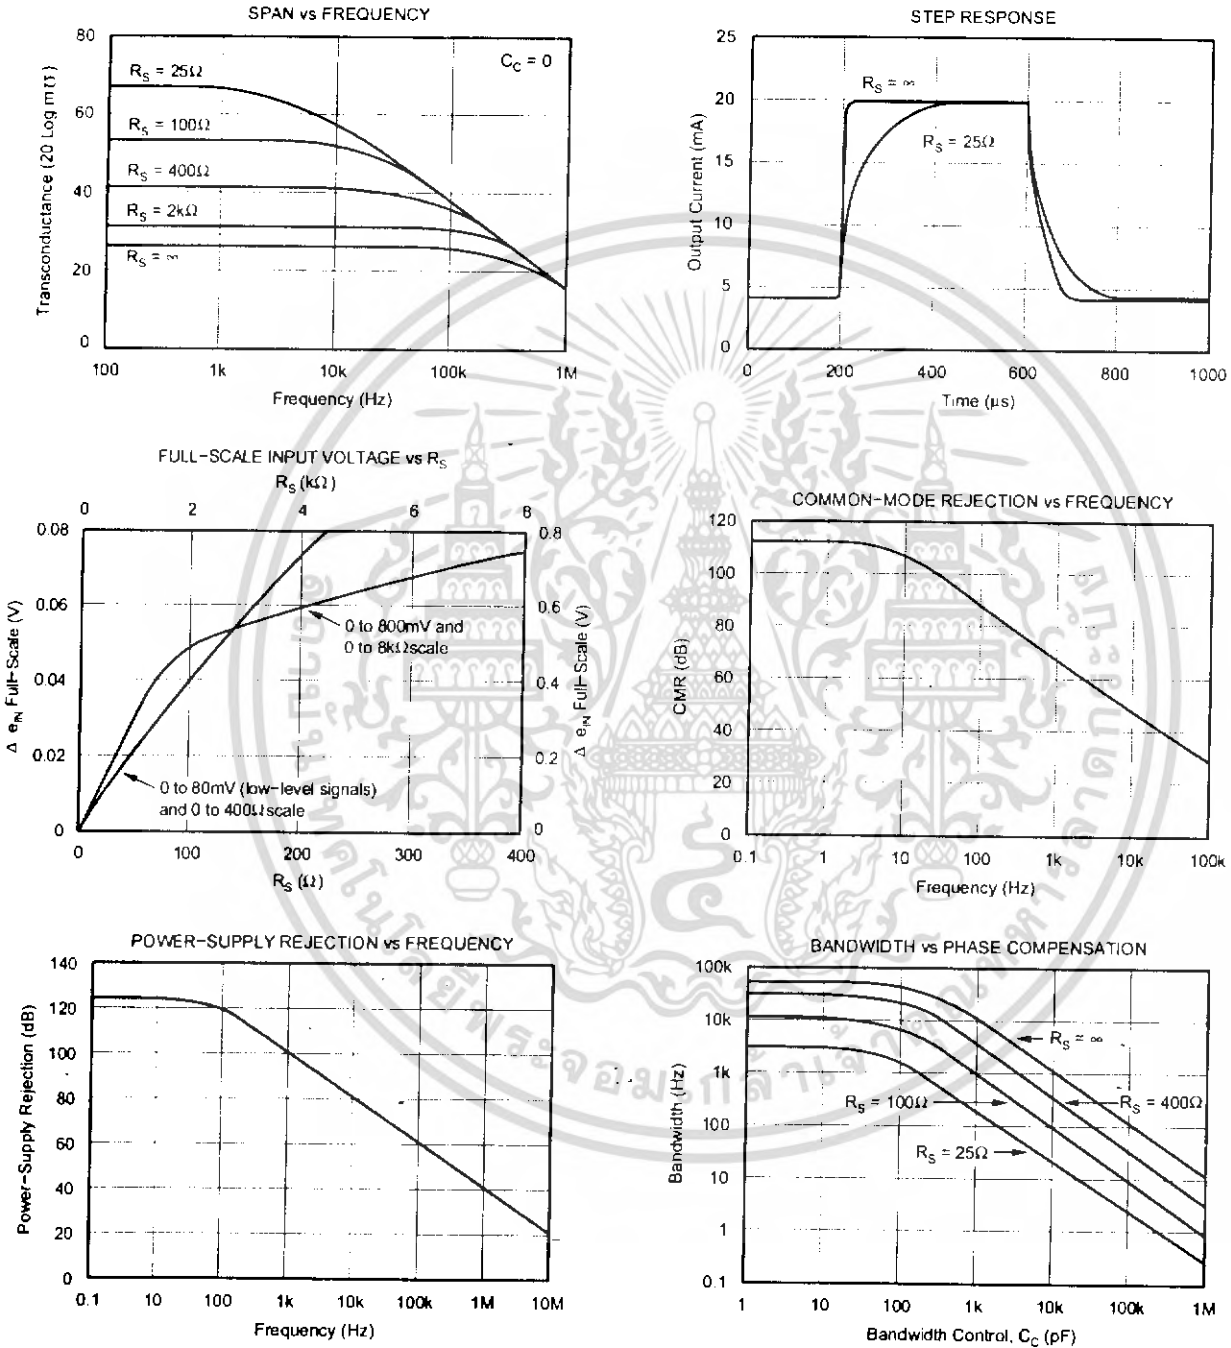 SPAN vs FREQUENCY
Transconductance (20 Log m℧)
80
60
40
20
0
C_C = 0
R_S = 25Ω
R_S = 100Ω
R_S = 400Ω
R_S = 2kΩ
R_S = ∞
100 1k 10k 100k 1M
Frequency (Hz)
STEP RESPONSE
Output Current (mA)
25
20
15
10
5
0
R_S = ∞
R_S = 25Ω
0 200 400 600 800 1000
Time (µs)
FULL-SCALE INPUT VOLTAGE vs R_S
R_S (kΩ)
0 2 4 6 8
Δ e_IN Full-Scale (V)
0.08
0.06
0.04
0.02
0
0.8
0.6
0.4
0.2
0
Δ e_IN Full-Scale (V)
0 to 800mV and
0 to 8kΩ scale
0 to 80mV (low-level signals)
and 0 to 400Ω scale
0 100 200 300 400
R_S (Ω)
COMMON-MODE REJECTION vs FREQUENCY
CMR (dB)
120
100
80
60
40
20
0
0.1 1 10 100 1k 10k 100k
Frequency (Hz)
POWER-SUPPLY REJECTION vs FREQUENCY
Power-Supply Rejection (dB)
140
120
100
80
60
40
20
0
0.1 10 100 1k 10k 100k 1M 10M
Frequency (Hz)
BANDWIDTH vs PHASE COMPENSATION
Bandwidth (Hz)
100k
10k
1k
100
10
1
0.1
R_S = ∞
R_S = 400Ω
R_S = 100Ω
R_S = 25Ω
1 10 100 1k 10k 100k 1M
Bandwidth Control, C_C (pF)